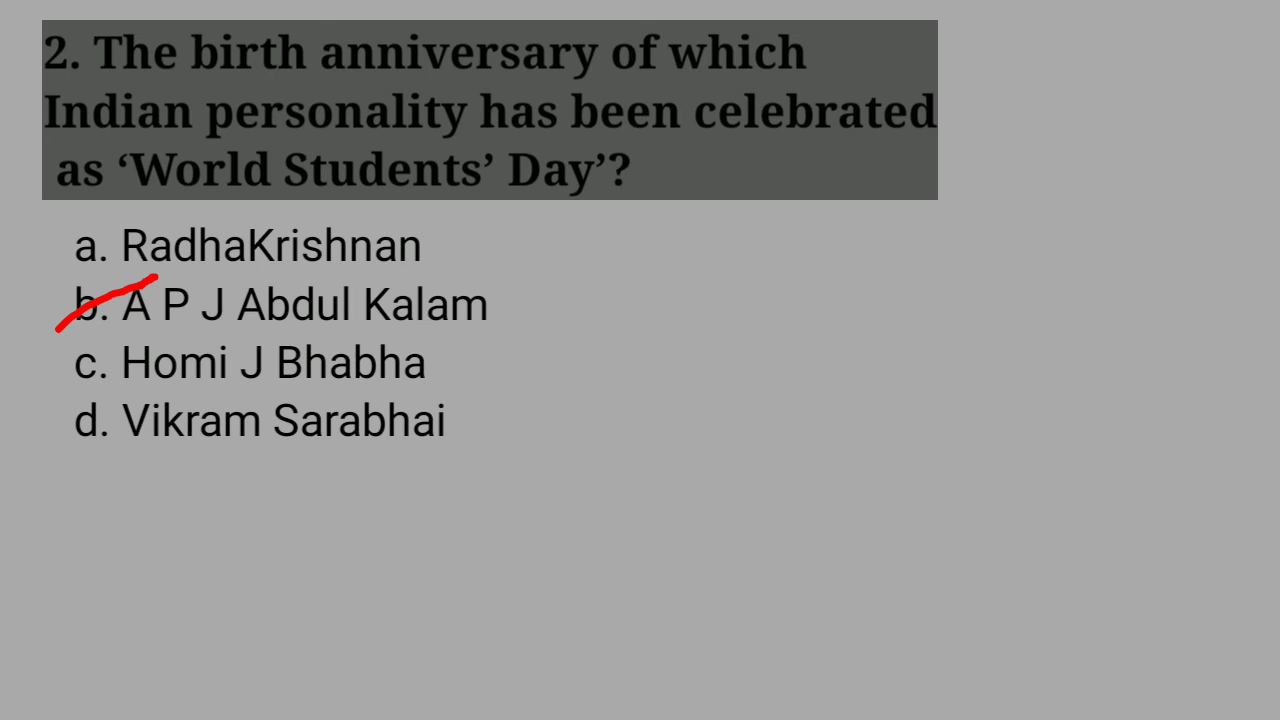 2. The birth anniversary of which
Indian personality has been celebrated
as ‘World Students’ Day’?
a. RadhaKrishnan
b. A P J Abdul Kalam
c. Homi J Bhabha
d. Vikram Sarabhai